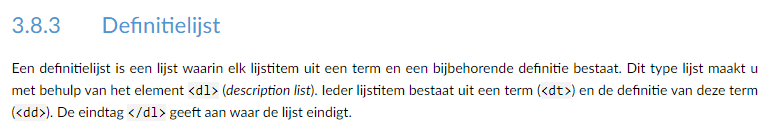 3.8.3 Definitielijst
Een definitielijst is een lijst waarin elk lijstitem uit een term en een bijbehorende definitie bestaat. Dit type lijst maakt u
met behulp van het element <dl> (description list). Ieder lijstitem bestaat uit een term (<dt>) en de definitie van deze term
(<dd>). De eindtag </dl> geeft aan waar de lijst eindigt.